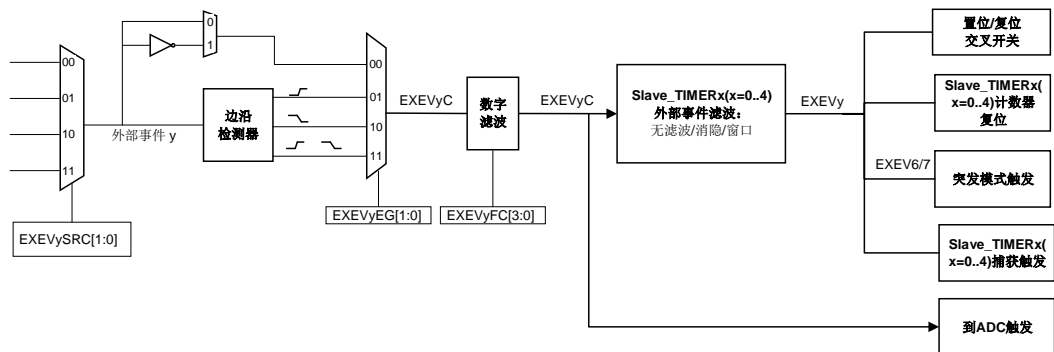 00
01
10
11
EXEVySRC[1:0]
外部事件 y
0
1
边沿
检测器
00
01
10
11
EXEVyEG[1:0]
EXEVyC
数字
滤波
EXEVyFC[3:0]
EXEVyC
Slave_TIMERx(x=0..4)
外部事件滤波：
无滤波/消隐/窗口
EXEVy
EXEV6/7
置位/复位
交叉开关
Slave_TIMERx(
x=0..4)计数器
复位
突发模式触发
Slave_TIMERx(
x=0..4)捕获触发
到ADC触发